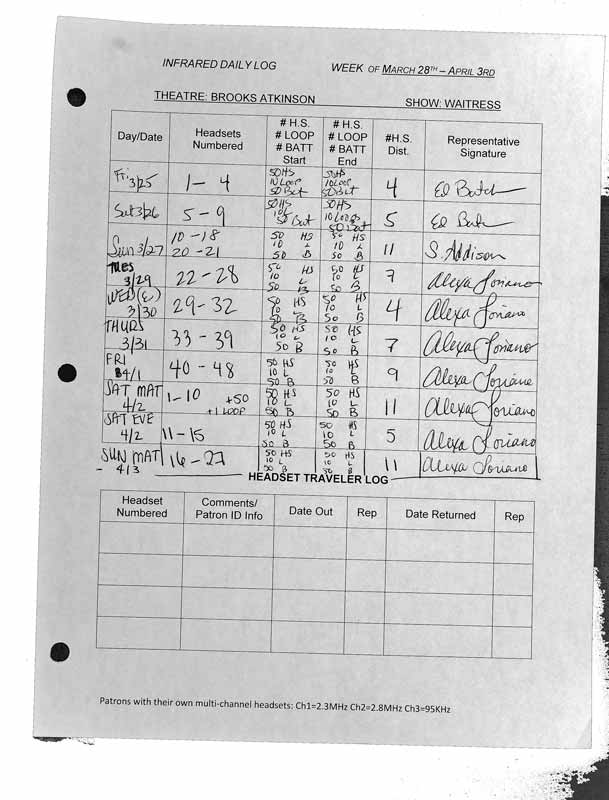 INFRARED DAILY LOG WEEK OF MARCH 28TH – APRIL 3RD
THEATRE: BROOKS ATKINSON SHOW: WAITRESS
Day/Date Headsets Numbered # H.S. # LOOP # BATT Start # H.S. # LOOP # BATT End #H.S. Dist. Representative Signature
Fri 3/25 1-4 50HS 10Loop 50Bat 50HS 10Loop 50Bat 4 Ed
Sat 3/26 5-9 50HS 10L 50Bat 50HS 10Loops 50Bat 5 Ed
Sun 3/27 10-18 20-21 50 HS 10 L 50 B 50 HS 10 L 50 B 11 S. Addison
TUES 3/29 22-28 50 HS 10 L 50 B 50 HS 10 L 50 B 7 Alexa Soriano
WED (E) 3/30 29-32 50 HS 10 L 50 B 50 HS 10 L 50 B 4 Alexa Soriano
THURS 3/31 33-39 50 HS 10 L 50 B 50 HS 10 L 50 B 7 Alexa Soriano
FRI 4/1 40-48 50 HS 10 L 50 B 50 HS 10 L 50 B 9 Alexa Soriano
SAT MAT 4/2 1-10 +50 +1 LOOP 50 HS 10 L 50 B 50 HS 10 L 50 B 11 Alexa Soriano
SAT EVE 4/2 11-15 50 HS 10 L 50 B 50 HS 10 L 50 B 5 Alexa Soriano
SUN MAT - 4/3 16-27 50 HS 10 L 50 B 50 HS 10 L 50 B 11 Alexa Soriano
HEADSET TRAVELER LOG
Headset Numbered Comments/ Patron ID Info Date Out Rep Date Returned Rep
Patrons with their own multi-channel headsets: Ch1=2.3MHz Ch2=2.8MHz Ch3=95KHz